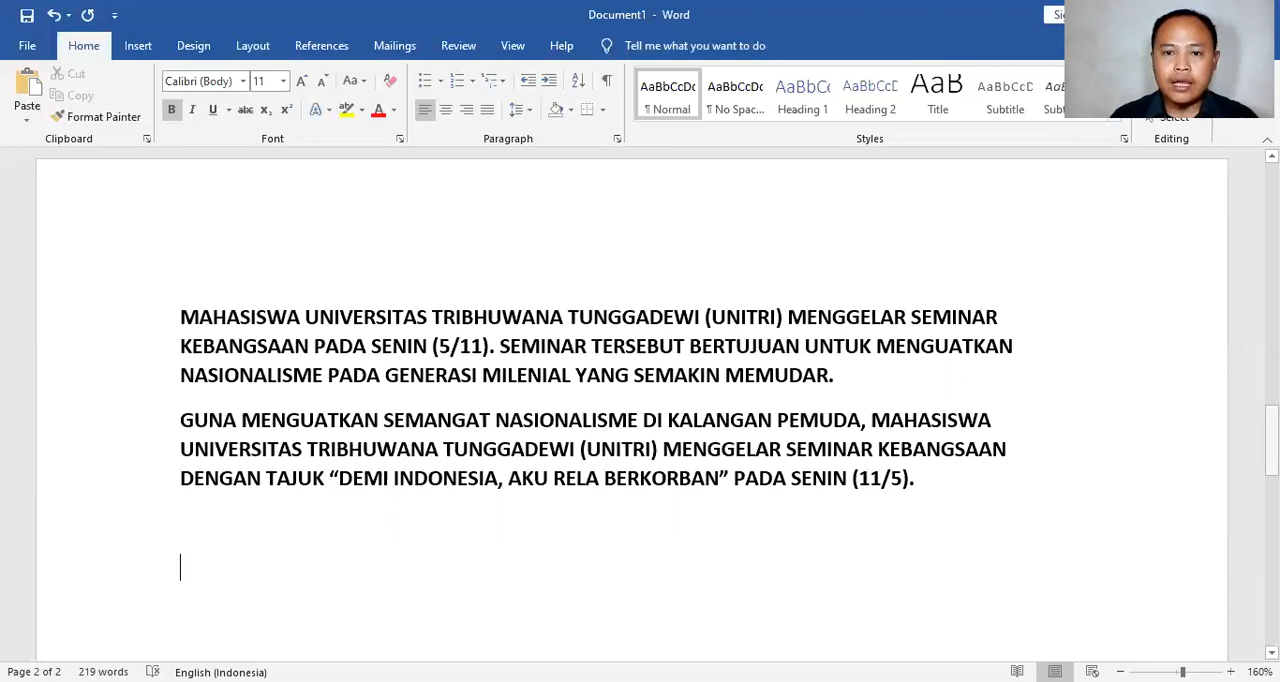 Document1 - Word
File Home Insert Design Layout References Mailings Review View Help Tell me what you want to do
Paste
Cut
Copy
Format Painter
Clipboard
Calibri (Body) 11
Font
Paragraph
AaBbCcDc AaBbCcDc AaBbCc AaBbCcD AaB AaBbCcD
¶ Normal ¶ No Spac... Heading 1 Heading 2 Title Subtitle
Styles
Editing
MAHASISWA UNIVERSITAS TRIBHUWANA TUNGGADEWI (UNITRI) MENGGELAR SEMINAR
KEBANGSAAN PADA SENIN (5/11). SEMINAR TERSEBUT BERTUJUAN UNTUK MENGUATKAN
NASIONALISME PADA GENERASI MILENIAL YANG SEMAKIN MEMUDAR.
GUNA MENGUATKAN SEMANGAT NASIONALISME DI KALANGAN PEMUDA, MAHASISWA
UNIVERSITAS TRIBHUWANA TUNGGADEWI (UNITRI) MENGGELAR SEMINAR KEBANGSAAN
DENGAN TAJUK “DEMI INDONESIA, AKU RELA BERKORBAN” PADA SENIN (11/5).
Page 2 of 2 219 words English (Indonesia) 160%